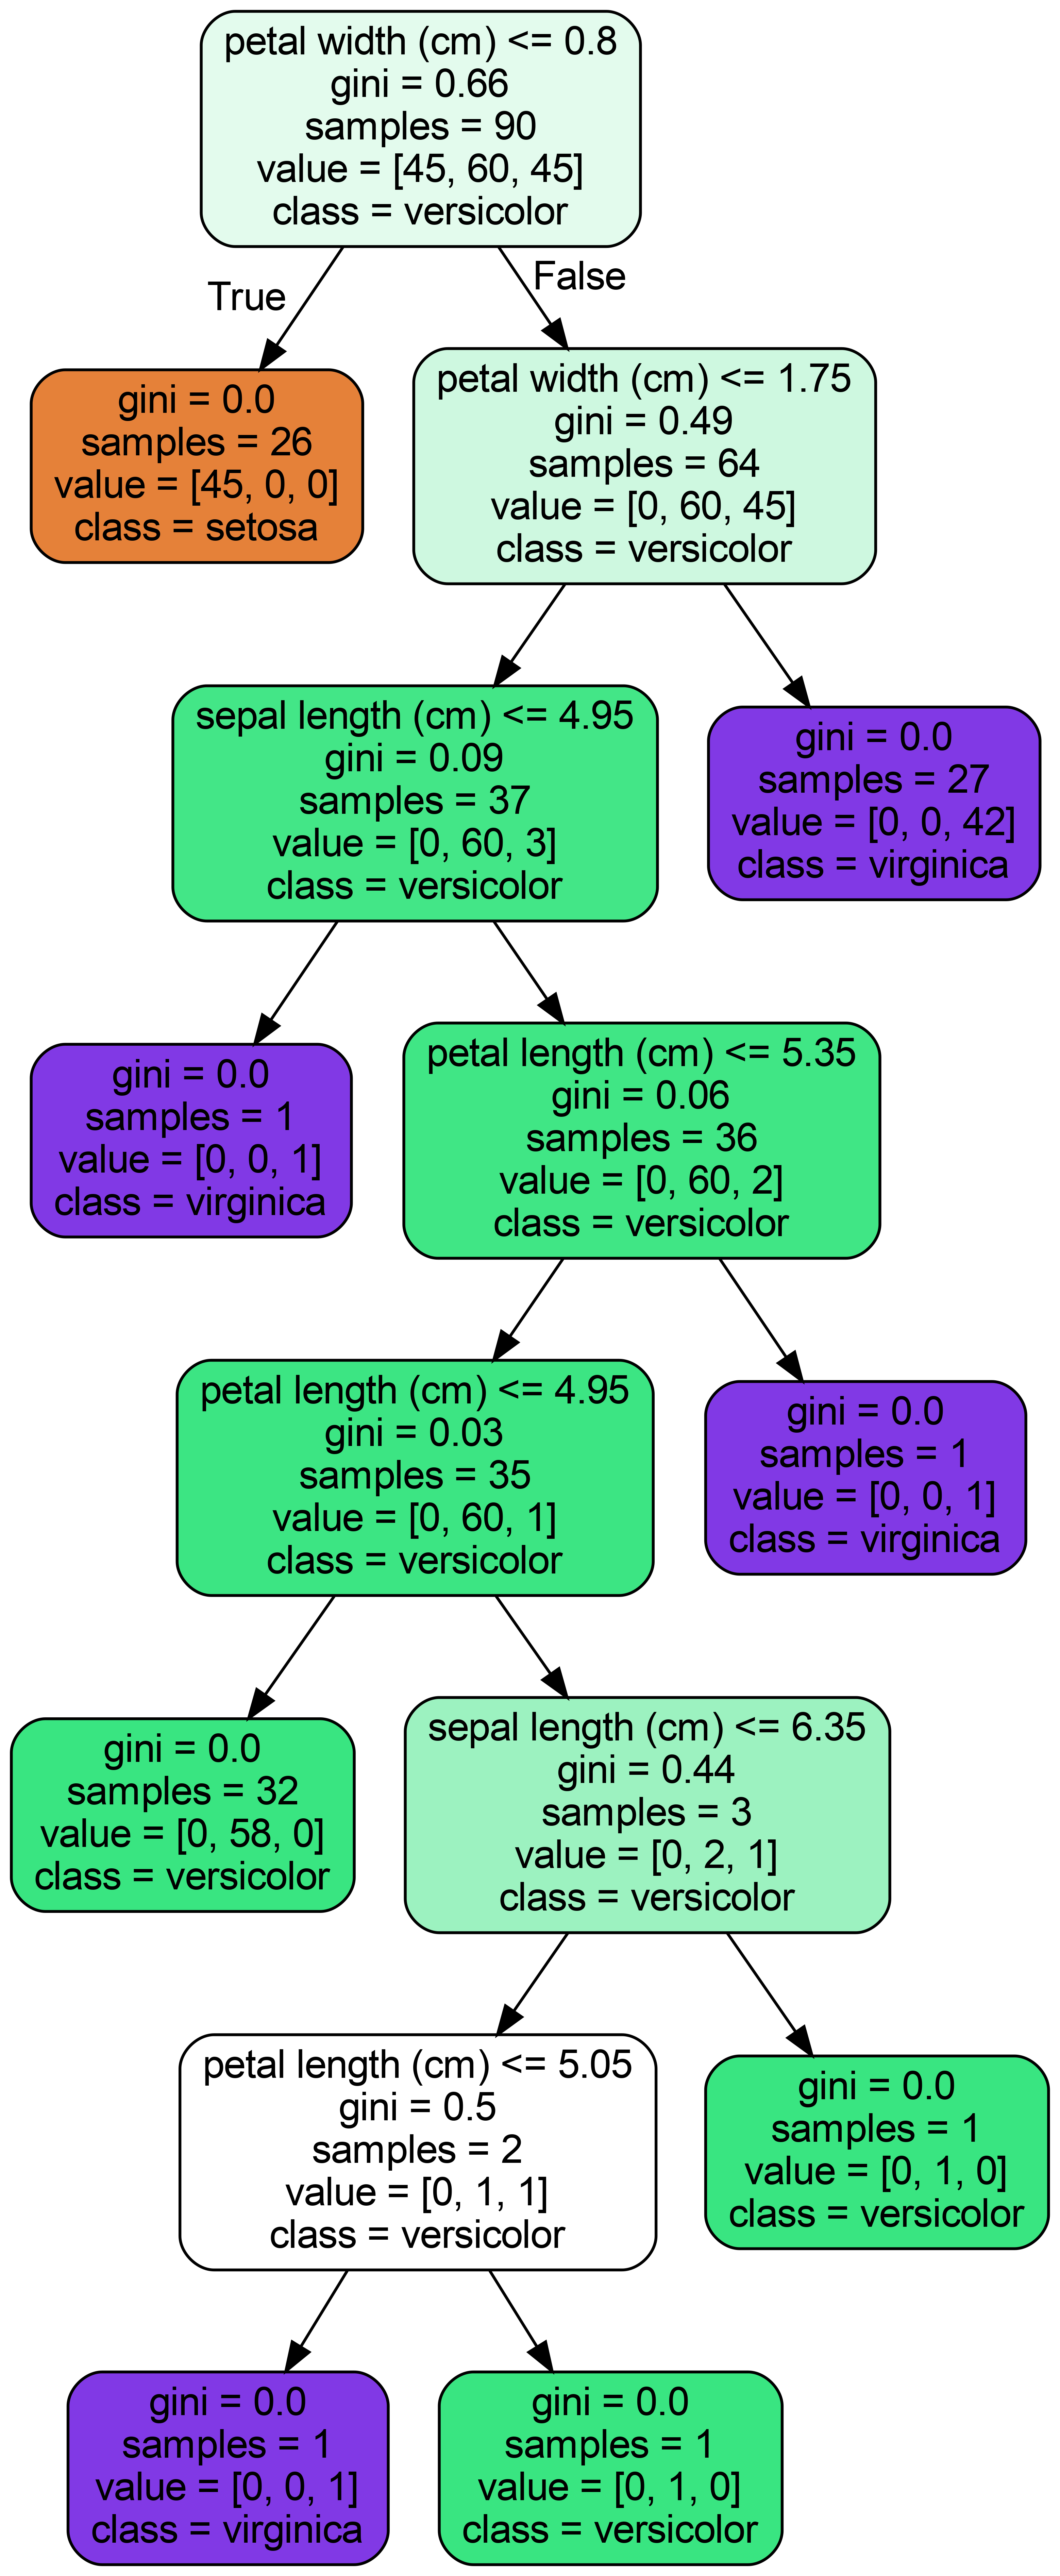 petal width (cm) <= 0.8
gini = 0.66
samples = 90
value = [45, 60, 45]
class = versicolor
True
False
gini = 0.0
samples = 26
value = [45, 0, 0]
class = setosa
petal width (cm) <= 1.75
gini = 0.49
samples = 64
value = [0, 60, 45]
class = versicolor
sepal length (cm) <= 4.95
gini = 0.09
samples = 37
value = [0, 60, 3]
class = versicolor
gini = 0.0
samples = 27
value = [0, 0, 42]
class = virginica
gini = 0.0
samples = 1
value = [0, 0, 1]
class = virginica
petal length (cm) <= 5.35
gini = 0.06
samples = 36
value = [0, 60, 2]
class = versicolor
petal length (cm) <= 4.95
gini = 0.03
samples = 35
value = [0, 60, 1]
class = versicolor
gini = 0.0
samples = 1
value = [0, 0, 1]
class = virginica
gini = 0.0
samples = 32
value = [0, 58, 0]
class = versicolor
sepal length (cm) <= 6.35
gini = 0.44
samples = 3
value = [0, 2, 1]
class = versicolor
petal length (cm) <= 5.05
gini = 0.5
samples = 2
value = [0, 1, 1]
class = versicolor
gini = 0.0
samples = 1
value = [0, 1, 0]
class = versicolor
gini = 0.0
samples = 1
value = [0, 0, 1]
class = virginica
gini = 0.0
samples = 1
value = [0, 1, 0]
class = versicolor